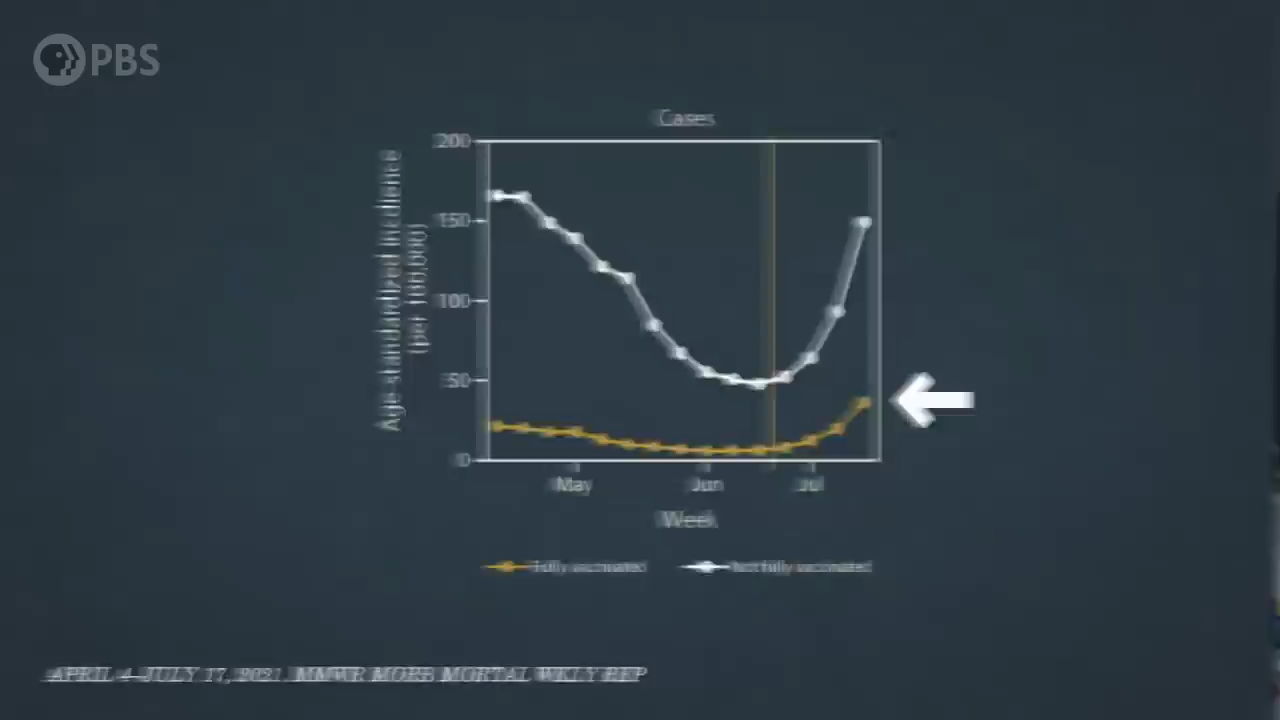 PBS
Cases
Age-standardized incidence
(per 100,000)
200
150
100
50
0
May Jun Jul
Week
Fully vaccinated Not fully vaccinated
APRIL 4-JULY 17, 2021. MMWR MORB MORTAL WKLY REP